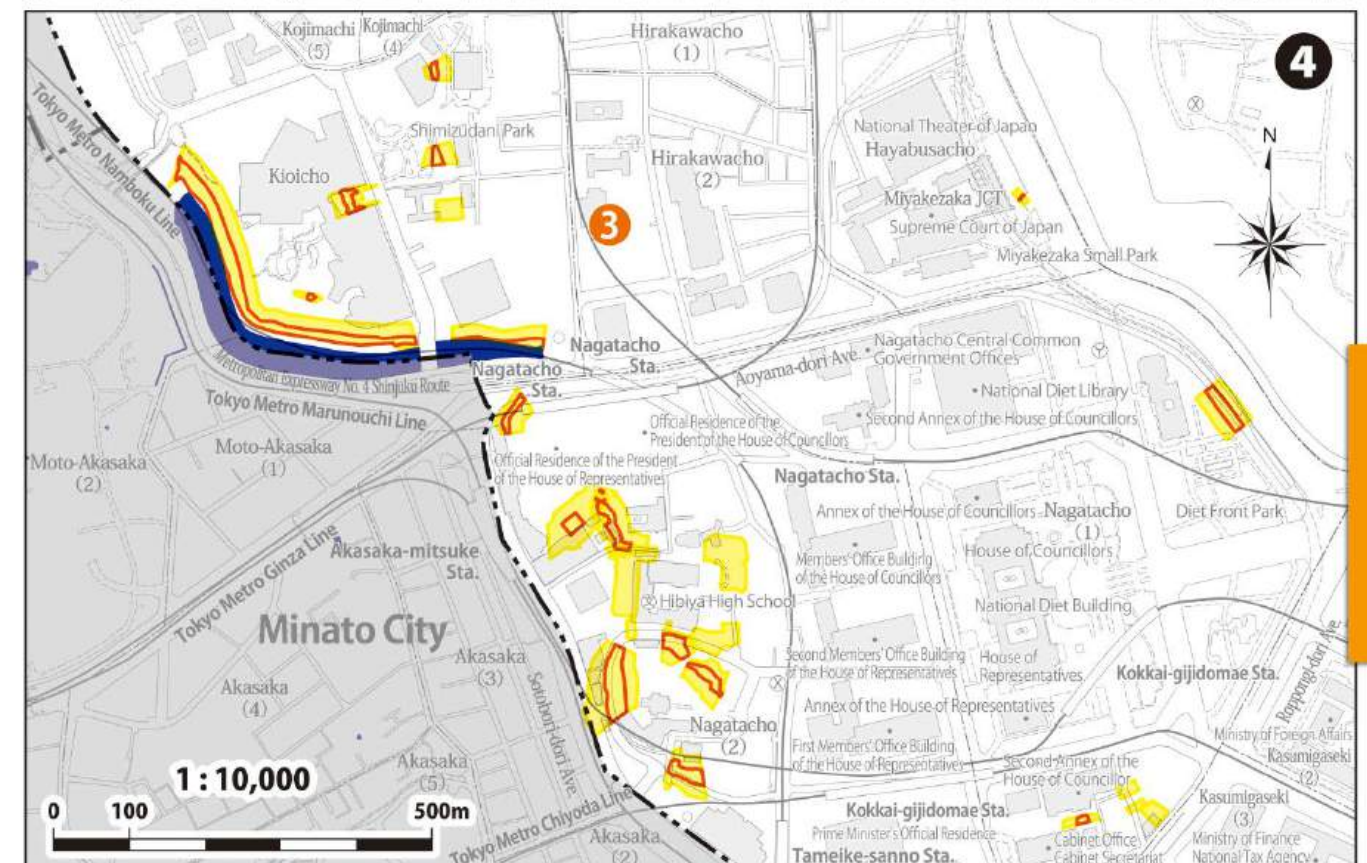 Kojimachi
(5)
Kojimachi
(4)
Hirakawacho
(1)
4
Tokyo Metro Namboku Line
Shimizudani Park
National Theater of Japan
Hayabusacho
N
Kioicho
Hirakawacho
(2)
Miyakezaka JCT
3
Supreme Court of Japan
Miyakezaka Small Park
Nagatacho
Sta.
Nagatacho Central Common
Government Offices
Metropolitan Expressway No. 4 Shinjuku Route
Nagatacho
Sta.
Aoyama-dori Ave.
National Diet Library
Tokyo Metro Marunouchi Line
Official Residence of the
President of the House of Councillors
Second Annex of the House of Councillors
Moto-Akasaka
(1)
Moto-Akasaka
(2)
Official Residence of the President
of the House of Representatives
Nagatacho Sta.
Annex of the House of Councillors
Nagatacho
(1)
Diet Front Park
Tokyo Metro Ginza Line
Akasaka-mitsuke
Sta.
Members' Office Building
of the House of Councillors
House of Councillors
Hibiya High School
National Diet Building
Minato City
Akasaka
(3)
Second Members' Office Building
of the House of Representatives
House of
Representatives
Kokkai-gijidomae Sta.
Roppongi-dori Ave.
Akasaka
(4)
Sotobori-dori Ave.
Annex of the House of Representatives
Nagatacho
(2)
Ministry of Foreign Affairs
Kasumigaseki
(2)
First Members' Office Building
of the House of Representatives
Second Annex of the
House of Councillor
Akasaka
(5)
1 : 10,000
0 100 500m
Kasumigaseki
(3)
Kokkai-gijidomae Sta.
Tokyo Metro Chiyoda Line
Akasaka
(2)
Prime Minister's Official Residence
Tameike-sanno Sta.
Cabinet Office
Cabinet Secretariat
Ministry of Finance
National Tax Agency